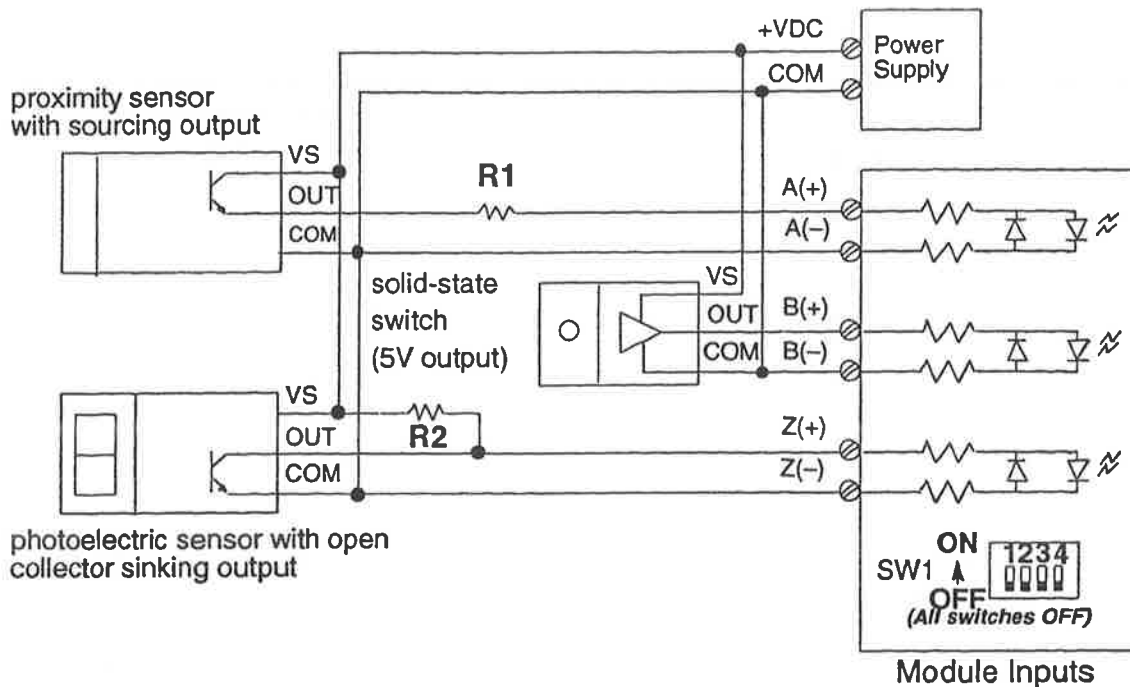 +VDC
COM
Power
Supply
proximity sensor
with sourcing output
VS
OUT
COM
R1
A(+)
A(–)
solid-state
switch
(5V output)
VS
OUT
COM
B(+)
B(–)
VS
OUT
COM
R2
Z(+)
Z(–)
photoelectric sensor with open
collector sinking output
SW1
ON
OFF
1234
(All switches OFF)
Module Inputs